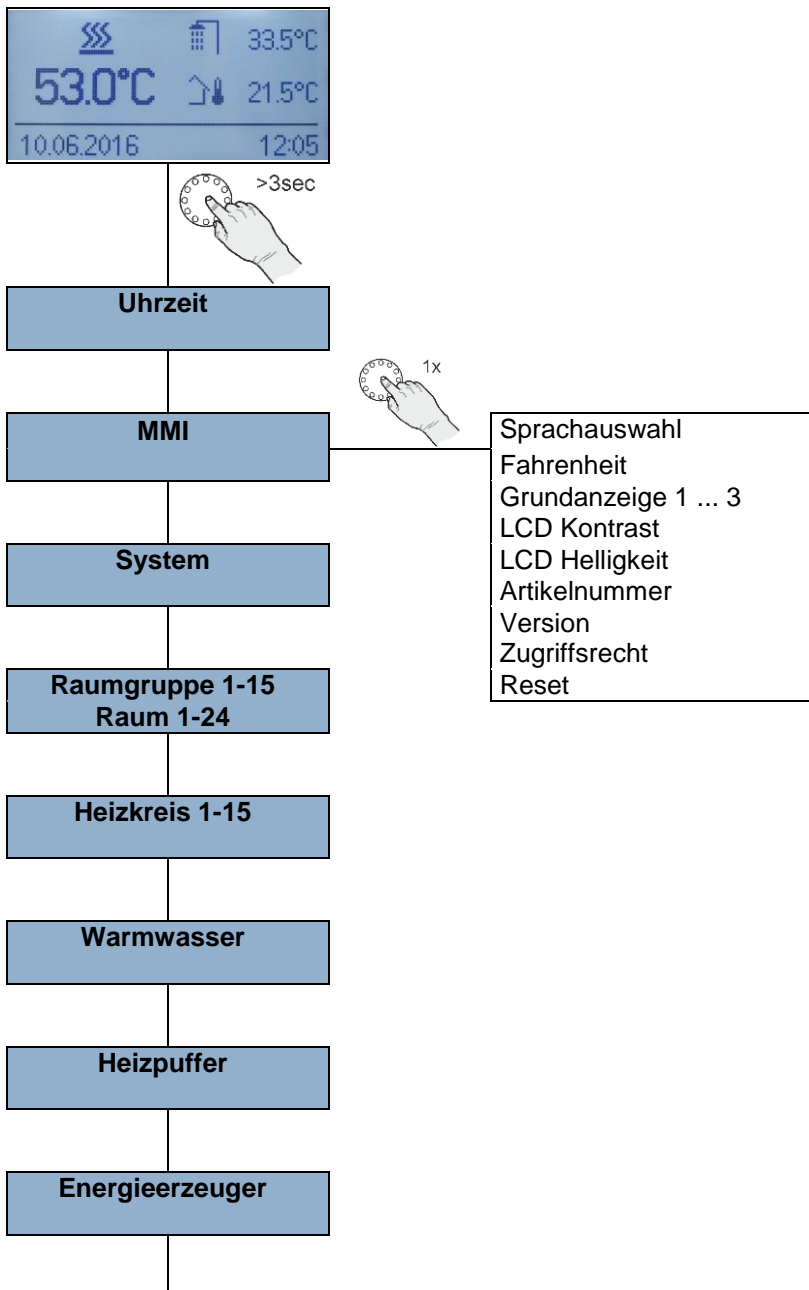 33.5°C
53.0°C
21.5°C
10.06.2016 12:05
>3sec
Uhrzeit
1x
MMI
Sprachauswahl
Fahrenheit
Grundanzeige 1 ... 3
LCD Kontrast
LCD Helligkeit
Artikelnummer
Version
Zugriffsrecht
Reset
System
Raumgruppe 1-15
Raum 1-24
Heizkreis 1-15
Warmwasser
Heizpuffer
Energieerzeuger